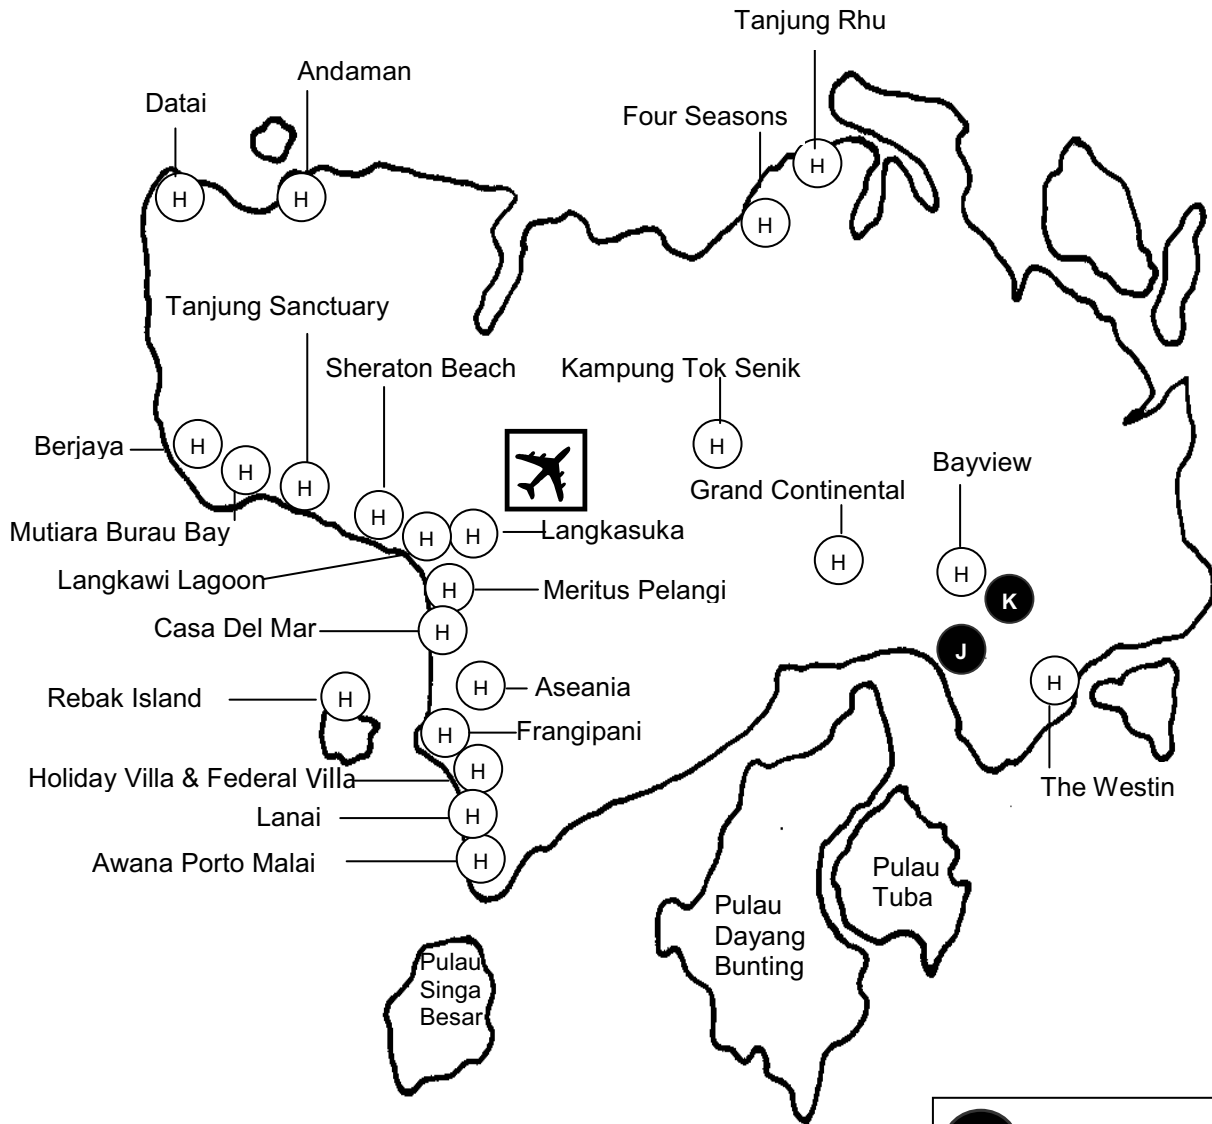 Tanjung Rhu
Andaman
Datai
Four Seasons
H
H
H
H
Tanjung Sanctuary
Sheraton Beach
Kampung Tok Senik
Berjaya
H
H
H
H
Bayview
Grand Continental
H
Mutiara Burau Bay
H
H
Langkasuka
H
H
Langkawi Lagoon
H
Meritus Pelangi
K
Casa Del Mar
H
J
Rebak Island
H
H
Aseania
H
H
Frangipani
Holiday Villa & Federal Villa
H
The Westin
Lanai
H
Awana Porto Malai
H
Pulau
Tuba
Pulau
Dayang
Bunting
Pulau
Singa
Besar